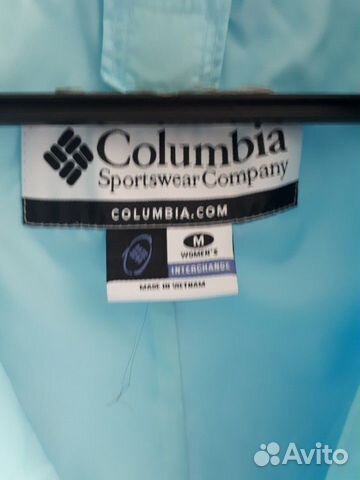 Columbia
Sportswear Company
COLUMBIA.COM
M
WOMEN'S
INTERCHANGE
MADE IN VIETNAM
Avito